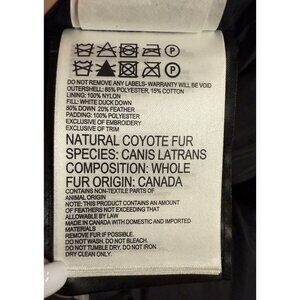 DO NOT REMOVE ANY LABELS- WARRANTY WILL BE VOID
OUTERSHELL: 85% POLYESTER, 15% COTTON
LINING: 100% NYLON
FILL: WHITE DUCK DOWN
80% DOWN 20% FEATHER
PADDING: 100% POLYESTER
EXCLUSIVE OF EMBROIDERY
EXCLUSIVE OF TRIM
NATURAL COYOTE FUR
SPECIES: CANIS LATRANS
COMPOSITION: WHOLE
FUR ORIGIN: CANADA
CONTAINS NON-TEXTILE PARTS OF
ANIMAL ORIGIN
NOTE: THIS PRODUCT CONTAINS AN AMOUNT
OF FEATHERS NOT EXCEEDING THAT
ALLOWABLE BY LAW
MADE IN CANADA WITH DOMESTIC AND IMPORTED
MATERIALS
REMOVE FUR IF POSSIBLE.
DO NOT WASH. DO NOT BLEACH.
DO NOT TUMBLE DRY. DO NOT IRON.
DRY CLEAN ONLY.